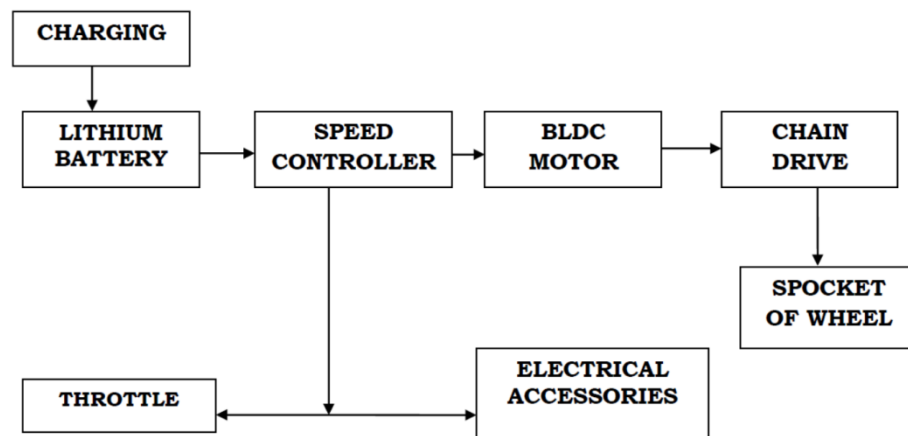 CHARGING
LITHIUM
BATTERY
SPEED
CONTROLLER
BLDC
MOTOR
CHAIN
DRIVE
SPOCKET
OF WHEEL
THROTTLE
ELECTRICAL
ACCESSORIES